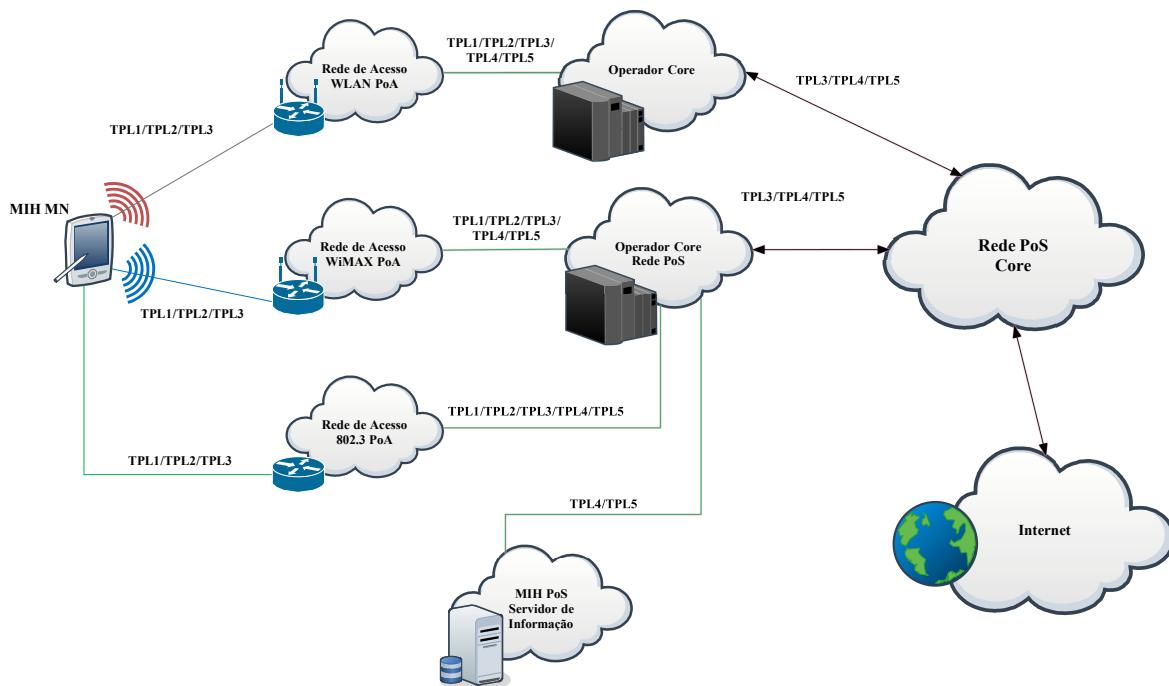 TPL1/TPL2/TPL3/
TPL4/TPL5
Rede de Acesso
WLAN PoA
Operador Core
TPL3/TPL4/TPL5
TPL1/TPL2/TPL3
MIH MN
TPL1/TPL2/TPL3/
TPL4/TPL5
TPL3/TPL4/TPL5
Rede de Acesso
WiMAX PoA
Operador Core
Rede PoS
Rede PoS
Core
TPL1/TPL2/TPL3
Rede de Acesso
802.3 PoA
TPL1/TPL2/TPL3/TPL4/TPL5
TPL1/TPL2/TPL3
TPL4/TPL5
Internet
MIH PoS
Servidor de
Informação